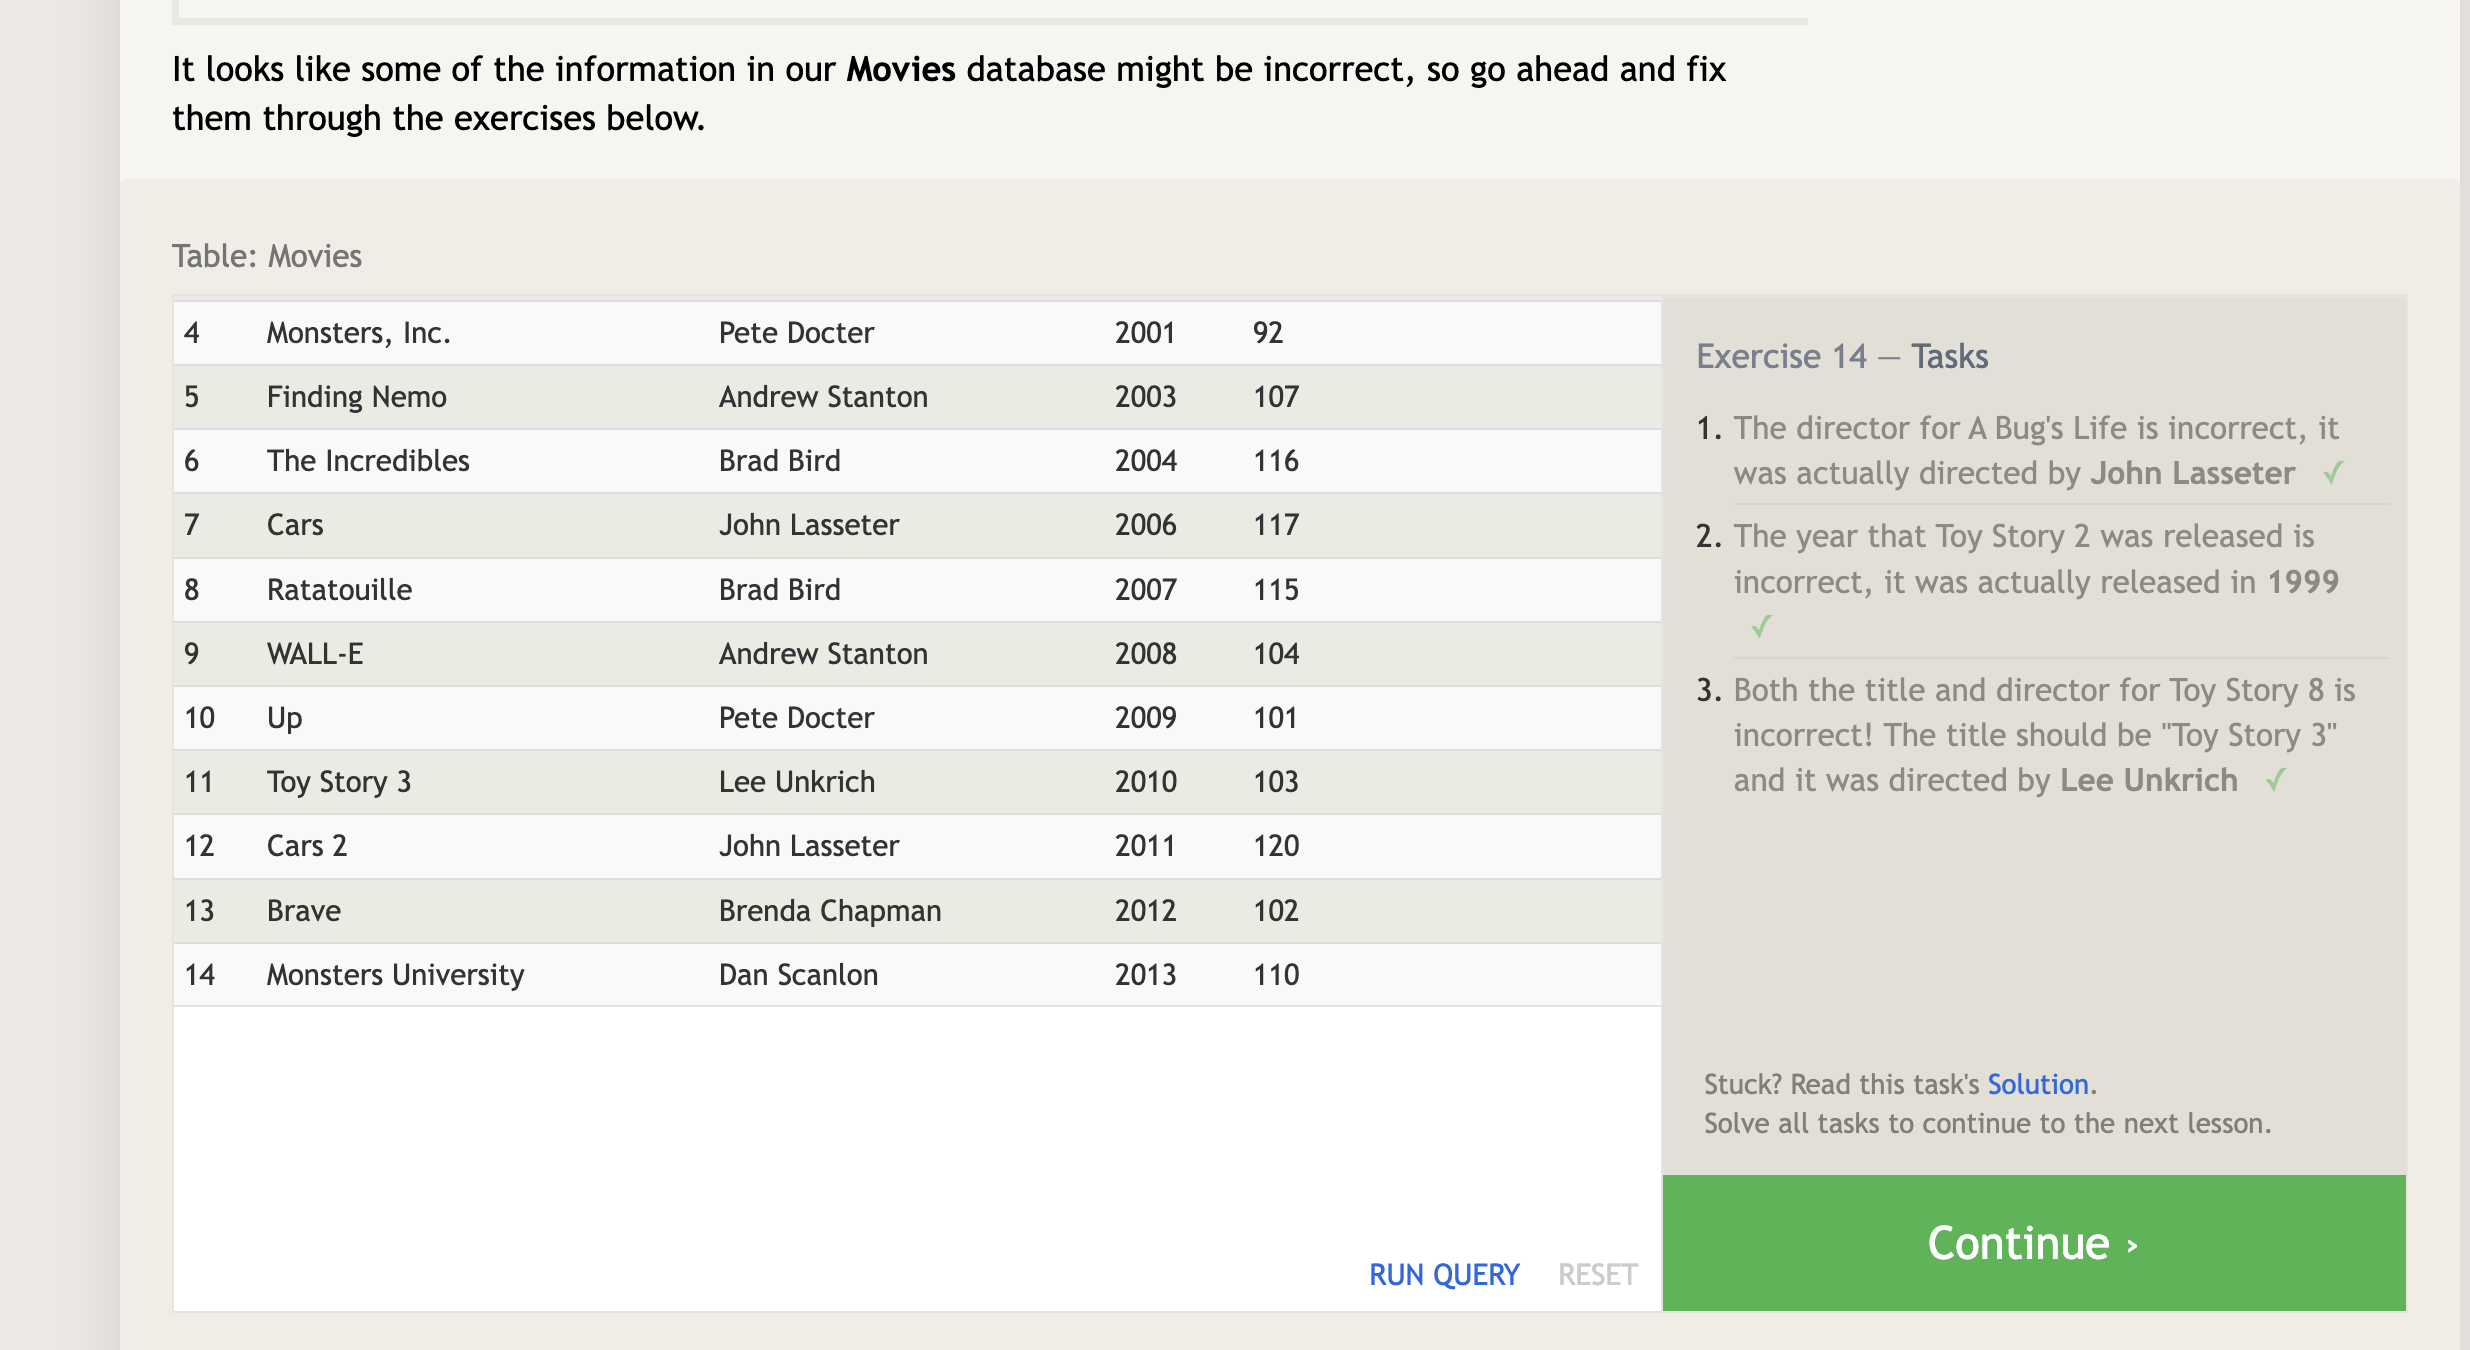 It looks like some of the information in our Movies database might be incorrect, so go ahead and fix
them through the exercises below.
Table: Movies
4 Monsters, Inc. Pete Docter 2001 92
5 Finding Nemo Andrew Stanton 2003 107
6 The Incredibles Brad Bird 2004 116
7 Cars John Lasseter 2006 117
8 Ratatouille Brad Bird 2007 115
9 WALL-E Andrew Stanton 2008 104
10 Up Pete Docter 2009 101
11 Toy Story 3 Lee Unkrich 2010 103
12 Cars 2 John Lasseter 2011 120
13 Brave Brenda Chapman 2012 102
14 Monsters University Dan Scanlon 2013 110
RUN QUERY RESET
Exercise 14 — Tasks
1. The director for A Bug's Life is incorrect, it
was actually directed by John Lasseter ✓
2. The year that Toy Story 2 was released is
incorrect, it was actually released in 1999
✓
3. Both the title and director for Toy Story 8 is
incorrect! The title should be "Toy Story 3"
and it was directed by Lee Unkrich ✓
Stuck? Read this task's Solution.
Solve all tasks to continue to the next lesson.
Continue ›